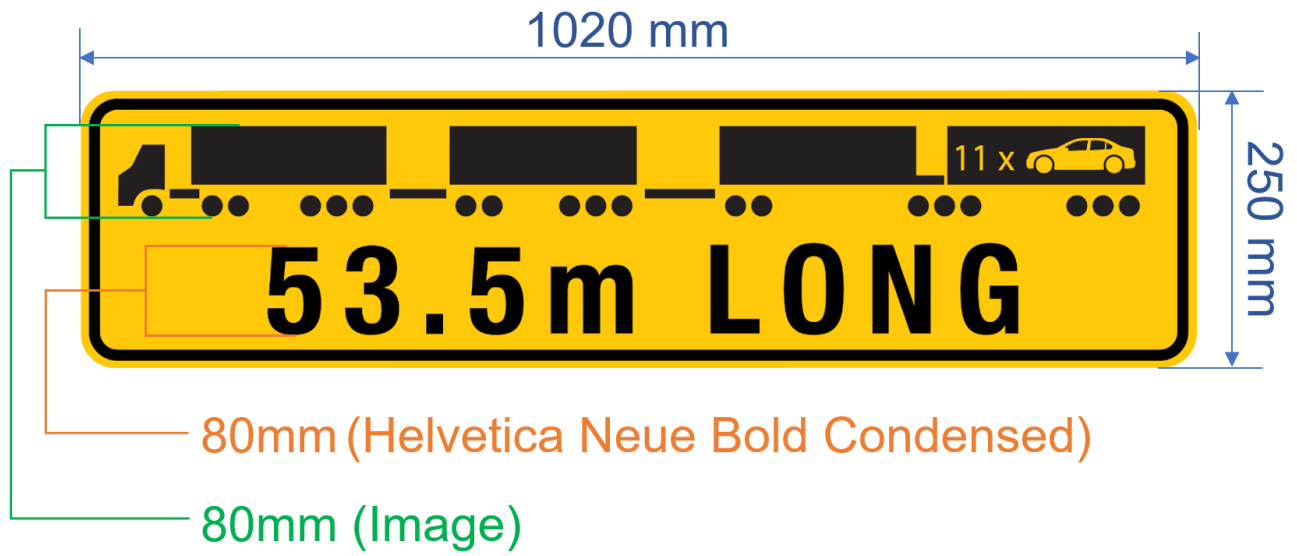 1020 mm
11 x
250 mm
53.5m LONG
80mm (Helvetica Neue Bold Condensed)
80mm (Image)